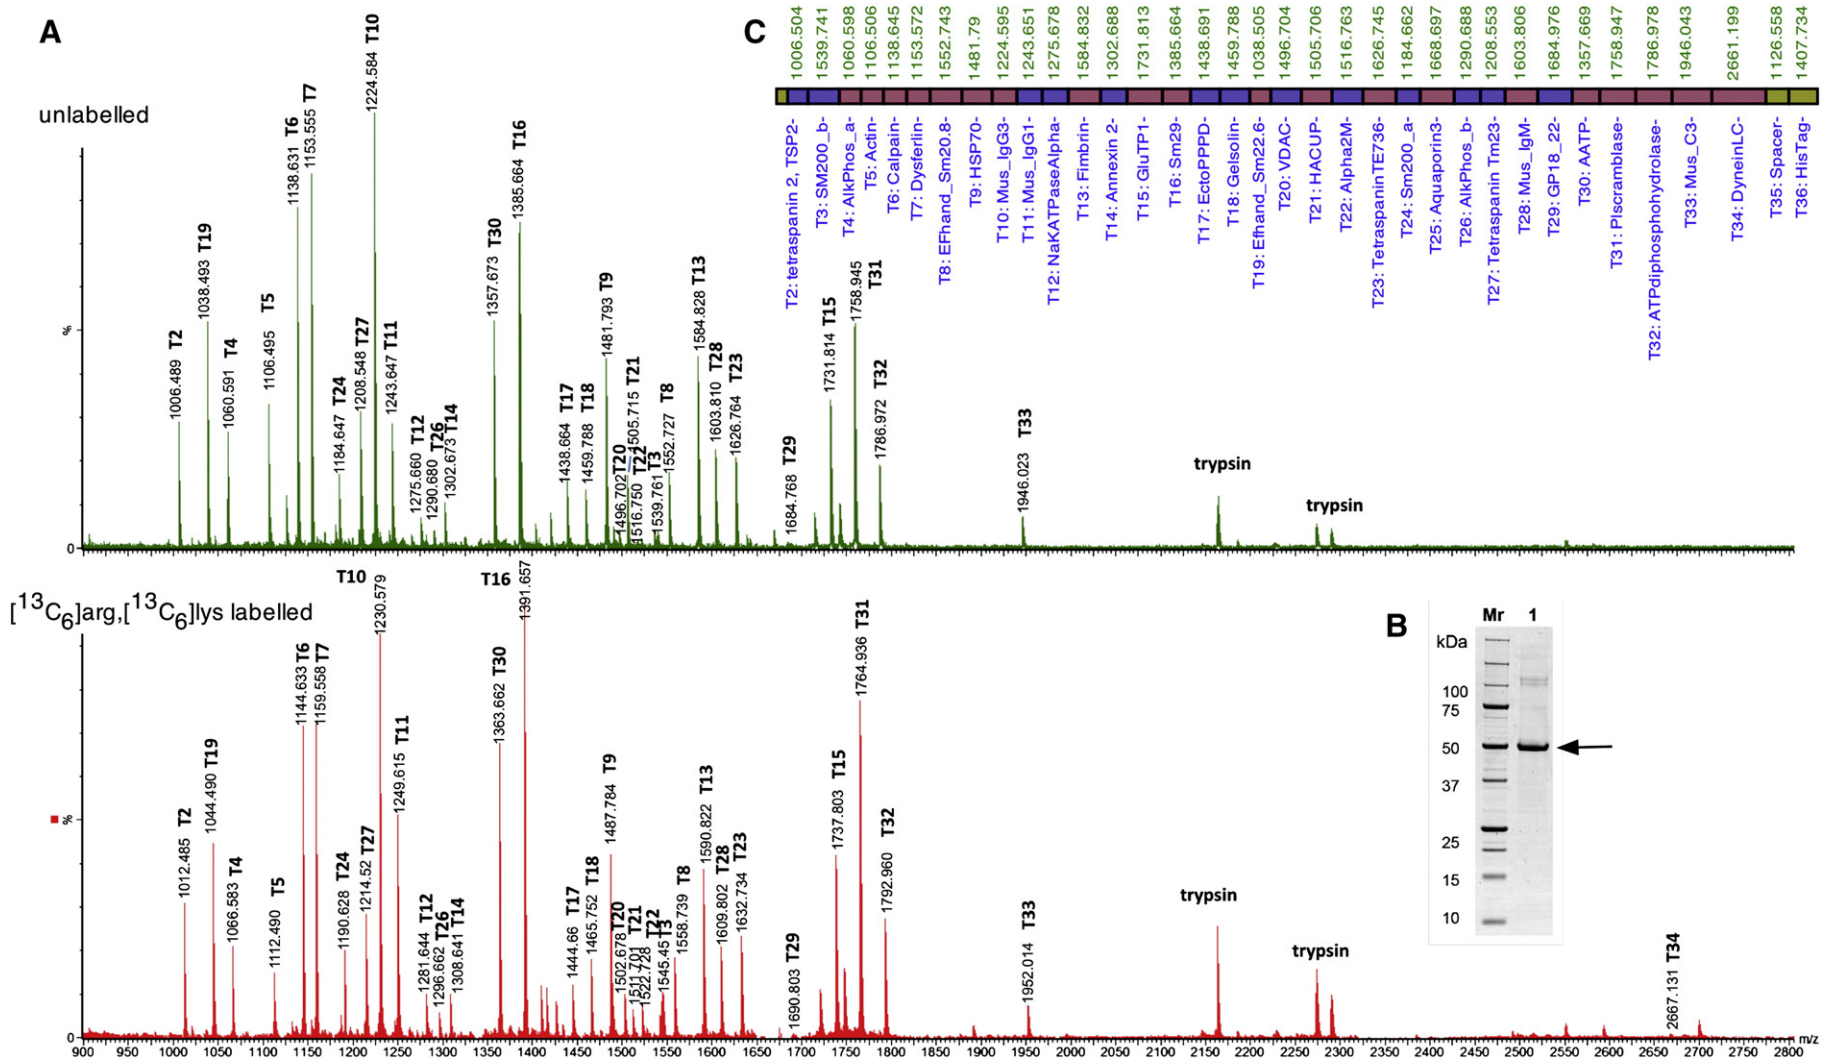 A
unlabelled
%
0
1006.489 T2
1038.493 T19
1060.591 T4
1106.495 T5
1138.631 T6
1153.555 T7
1184.647 T24
1208.548 T27
1224.584 T10
1243.647 T11
1275.660 T12
1290.680 T26
1302.673 T14
1357.673 T30
1385.664 T16
1438.664 T17
1459.788 T18
1481.793 T9
1496.702 T20
1505.715 T21
1516.750 T22
1539.761 T3
1552.727 T8
1584.828 T13
1603.810 T28
1626.764 T23
1684.768 T29
1731.814 T15
1758.945 T31
1786.972 T32
1946.023 T33
trypsin
trypsin
C
1006.504
1539.741
1060.598
1106.506
1138.645
1153.572
1552.743
1481.79
1224.595
1243.651
1275.678
1584.832
1302.688
1731.813
1385.664
1438.691
1459.788
1038.505
1496.704
1505.706
1516.763
1626.745
1184.662
1668.697
1290.688
1208.553
1603.806
1684.976
1357.669
1758.947
1786.978
1946.043
2661.199
1126.558
1407.734
T2: tetraspanin 2, TSP2-
T3: SM200_b-
T4: AlkPhos_a-
T5: Actin-
T6: Calpain-
T7: Dysferlin-
T8: EFhand_Sm20.8-
T9: HSP70-
T10: Mus_IgG3-
T11: Mus_IgG1-
T12: NaKATPaseAlpha-
T13: Fimbrin-
T14: Annexin 2-
T15: GluTP1-
T16: Sm29-
T17: EctoPPPD-
T18: Gelsolin-
T19: Efhand_Sm22.6-
T20: VDAC-
T21: HACUP-
T22: Alpha2M-
T23: TetraspaninTE736-
T24: Sm200_a-
T25: Aquaporin3-
T26: AlkPhos_b-
T27: Tetraspanin Tm23-
T28: Mus_IgM-
T29: GP18_22-
T30: AATP-
T31: Plscramblase-
T32: ATPdiphosphohydrolase-
T33: Mus_C3-
T34: DyneinLC-
T35: Spacer-
T36: HisTag-
[13C6]arg,[13C6]lys labelled
%
0
1012.485 T2
1044.490 T19
1066.583 T4
1112.490 T5
1144.633 T6
1159.558 T7
1190.628 T24
1214.52 T27
T10
1230.579
1249.615 T11
1281.644 T12
1296.662 T26
1308.641 T14
1363.662 T30
T16
1391.657
1444.66 T17
1465.752 T18
1487.784 T9
1502.678 T20
1511.701 T21
1522.728 T22
1545.45 T3
1558.739 T8
1590.822 T13
1609.802 T28
1632.734 T23
1690.803 T29
1737.803 T15
1764.936 T31
1792.960 T32
1952.014 T33
trypsin
trypsin
2667.131 T34
900 950 1000 1050 1100 1150 1200 1250 1300 1350 1400 1450 1500 1550 1600 1650 1700 1750 1800 1850 1900 1950 2000 2050 2100 2150 2200 2250 2300 2350 2400 2450 2500 2550 2600 2650 2700 2750 2800 m/z
B
Mr 1
kDa
100
75
50
37
25
15
10